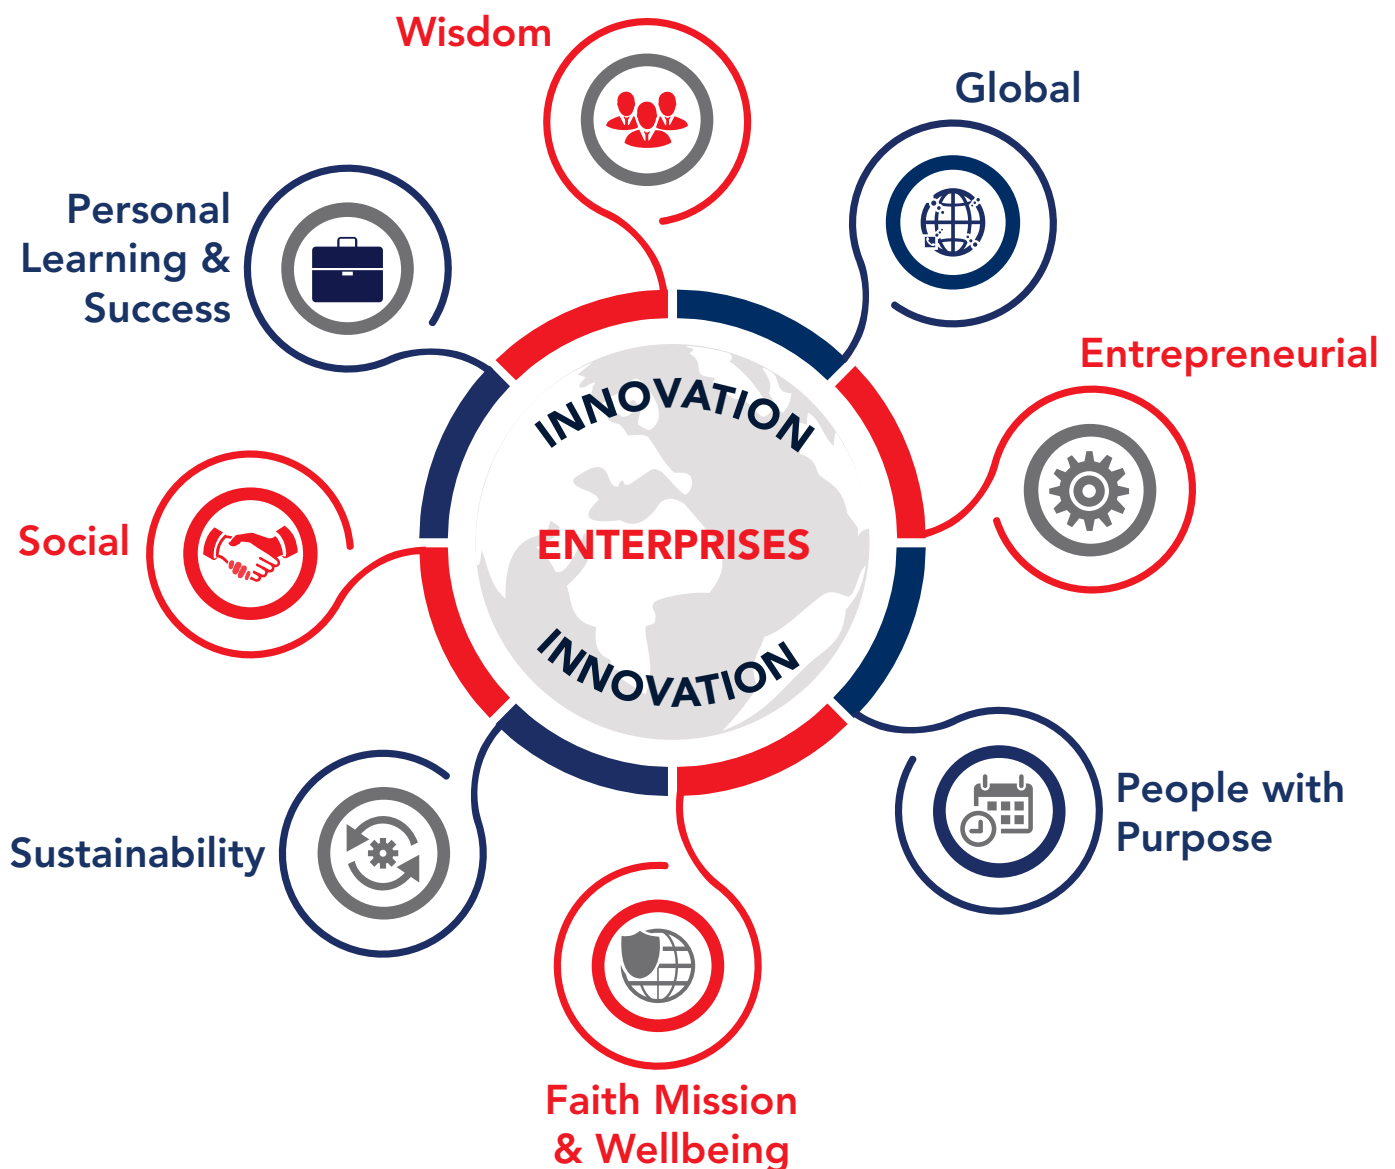 Wisdom
Global
Personal
Learning &
Success
Entrepreneurial
INNOVATION
ENTERPRISES
INNOVATION
Social
People with
Purpose
Sustainability
Faith Mission
& Wellbeing